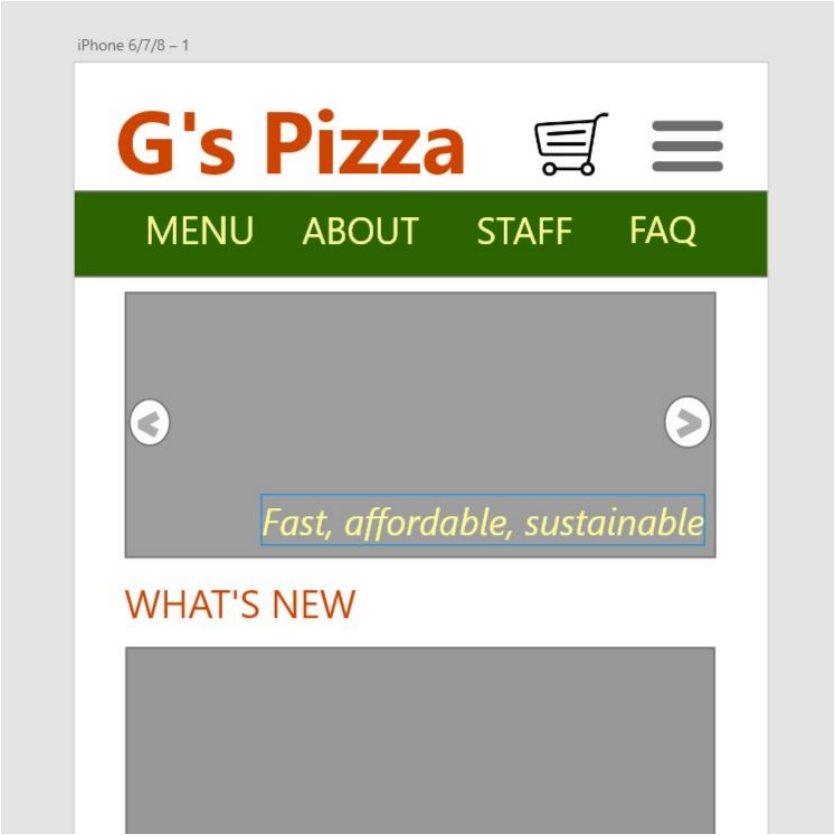 iPhone 6/7/8 – 1
G's Pizza
MENU ABOUT STAFF FAQ
< >
Fast, affordable, sustainable
WHAT'S NEW